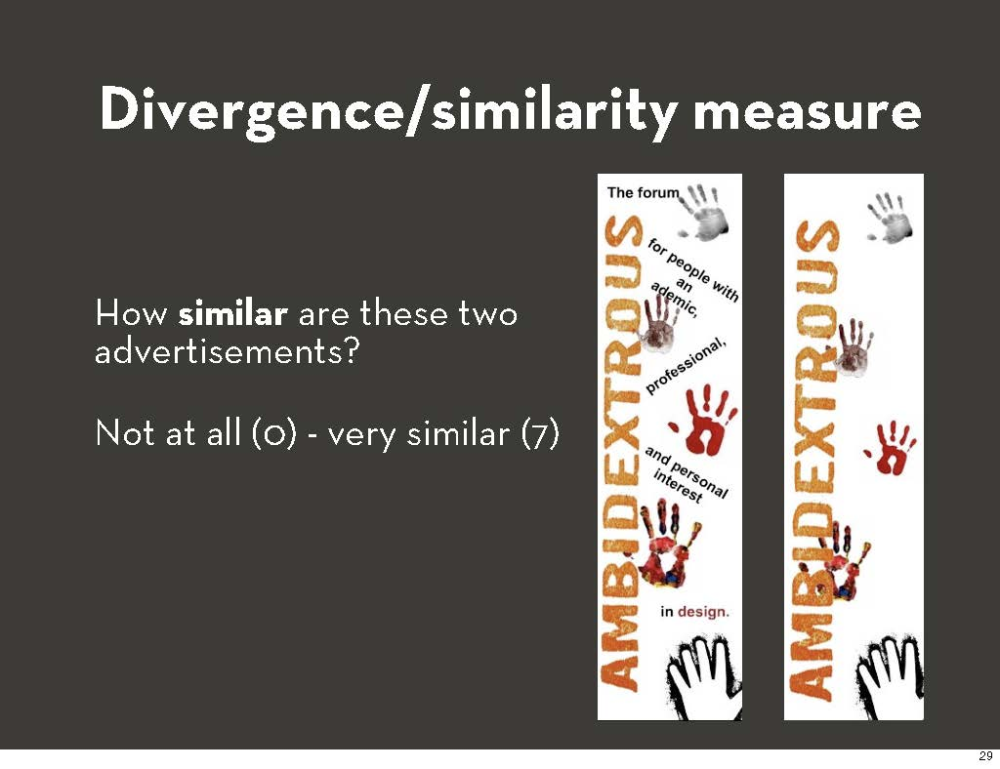 Divergence/similarity measure
How similar are these two
advertisements?
Not at all (0) - very similar (7)
The forum
for people with
an
ademic,
professional,
and personal
interest
in design.
AMBIDEXTROUS
AMBIDEXTROUS
29